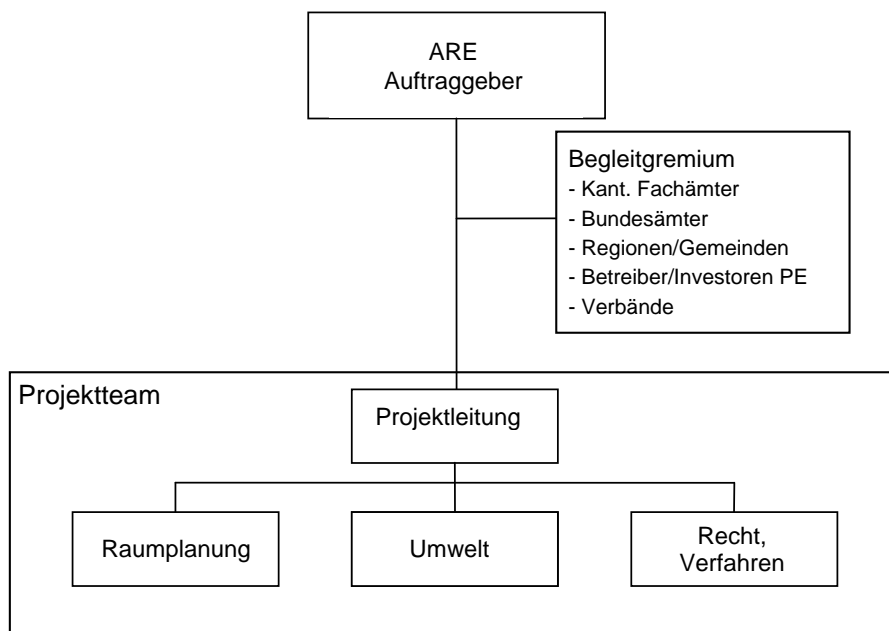 ARE
Auftraggeber
Begleitgremium
- Kant. Fachämter
- Bundesämter
- Regionen/Gemeinden
- Betreiber/Investoren PE
- Verbände
Projektteam
Projektleitung
Raumplanung
Umwelt
Recht,
Verfahren